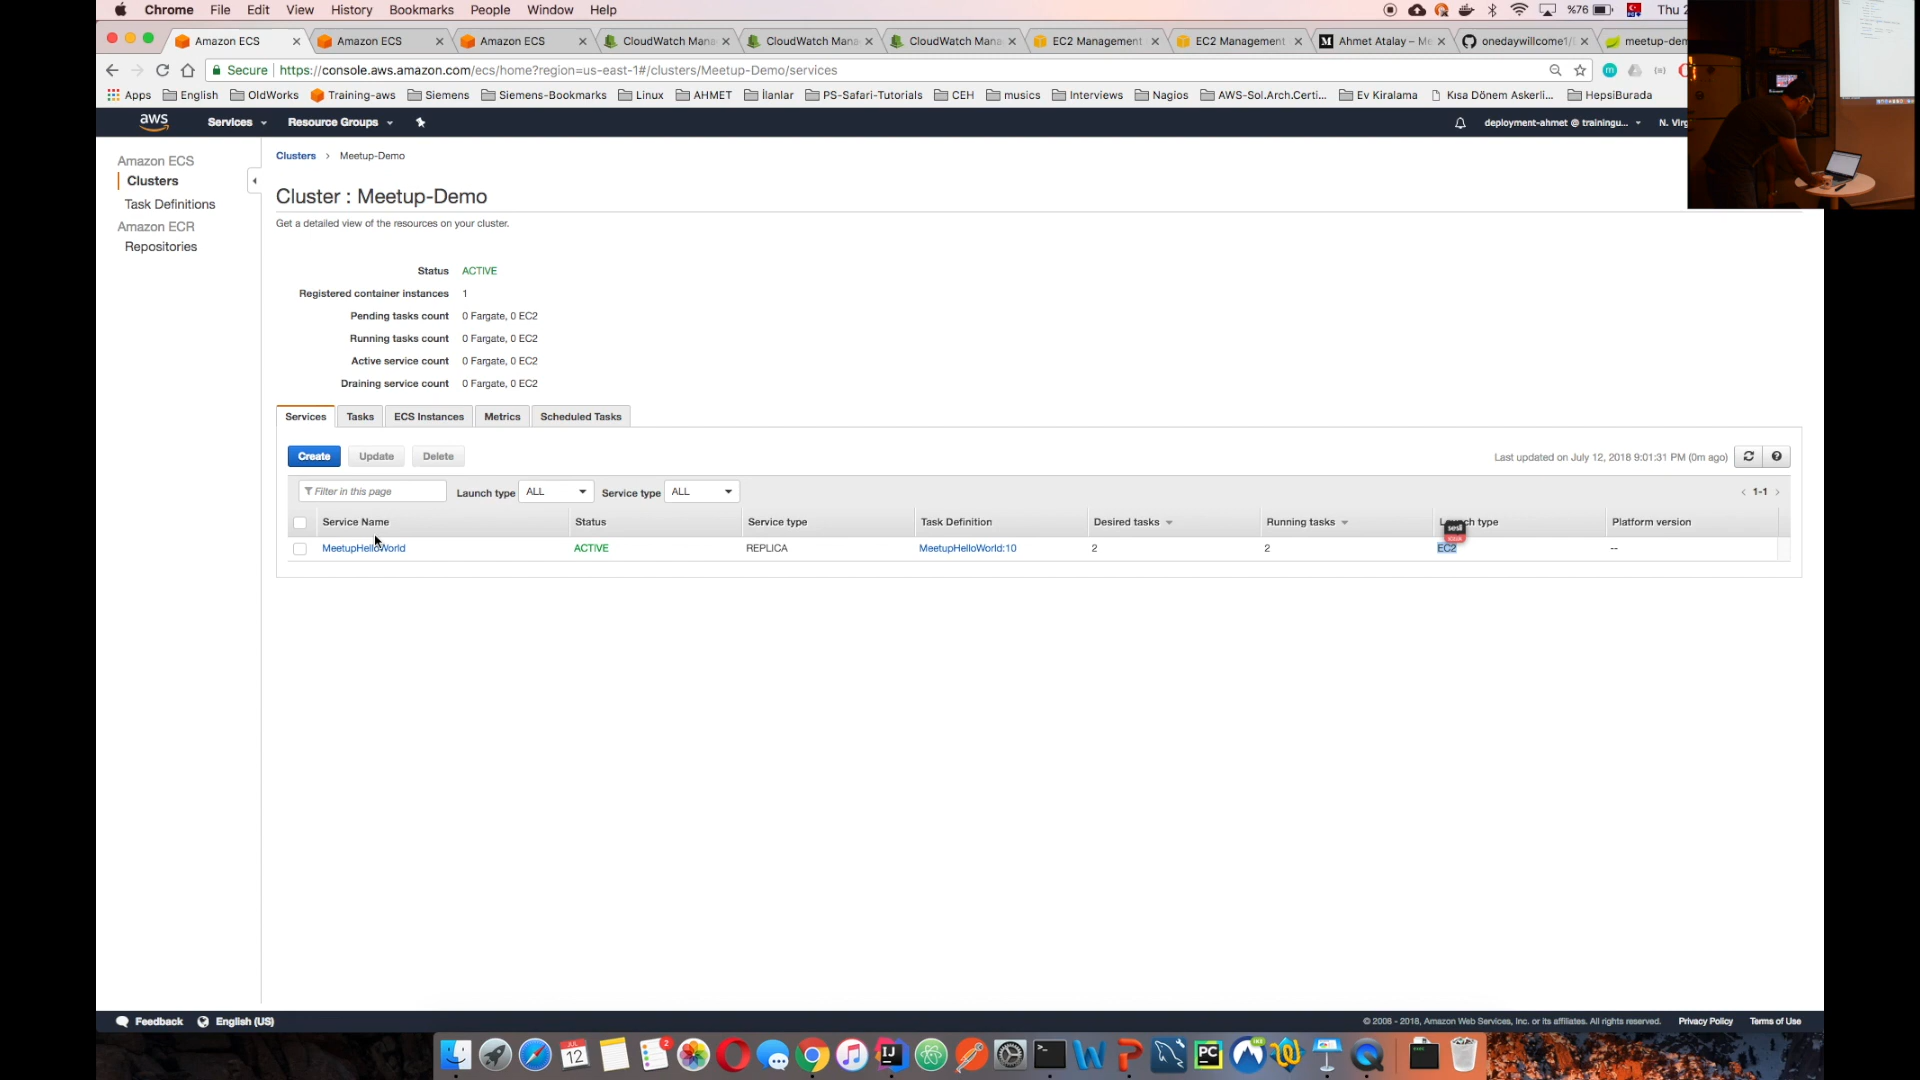 Chrome File Edit View History Bookmarks People Window Help %76 Thu 2
Amazon ECS Amazon ECS Amazon ECS CloudWatch Mana CloudWatch Mana CloudWatch Mana EC2 Management EC2 Management M Ahmet Atalay – Me onedaywillcome1/ meetup-dem
Secure https://console.aws.amazon.com/ecs/home?region=us-east-1#/clusters/Meetup-Demo/services
Apps English OldWorks Training-aws Siemens Siemens-Bookmarks Linux AHMET İlanlar PS-Safari-Tutorials CEH musics Interviews Nagios AWS-Sol.Arch.Certi... Ev Kiralama Kısa Dönem Askerli... HepsiBurada
aws Services Resource Groups deployment-ahmet @ trainingu... N. Virg
Amazon ECS
Clusters
Task Definitions
Amazon ECR
Repositories
Clusters > Meetup-Demo
Cluster : Meetup-Demo
Get a detailed view of the resources on your cluster.
Status ACTIVE
Registered container instances 1
Pending tasks count 0 Fargate, 0 EC2
Running tasks count 0 Fargate, 0 EC2
Active service count 0 Fargate, 0 EC2
Draining service count 0 Fargate, 0 EC2
Services Tasks ECS Instances Metrics Scheduled Tasks
Create Update Delete Last updated on July 12, 2018 9:01:31 PM (0m ago)
Filter in this page Launch type ALL Service type ALL < 1-1 >
Service Name Status Service type Task Definition Desired tasks Running tasks Launch type Platform version
MeetupHelloWorld ACTIVE REPLICA MeetupHelloWorld:10 2 2 EC2 --
Feedback English (US) © 2008 - 2018, Amazon Web Services, Inc. or its affiliates. All rights reserved. Privacy Policy Terms of Use
JUL 12 2 IJ W P PC